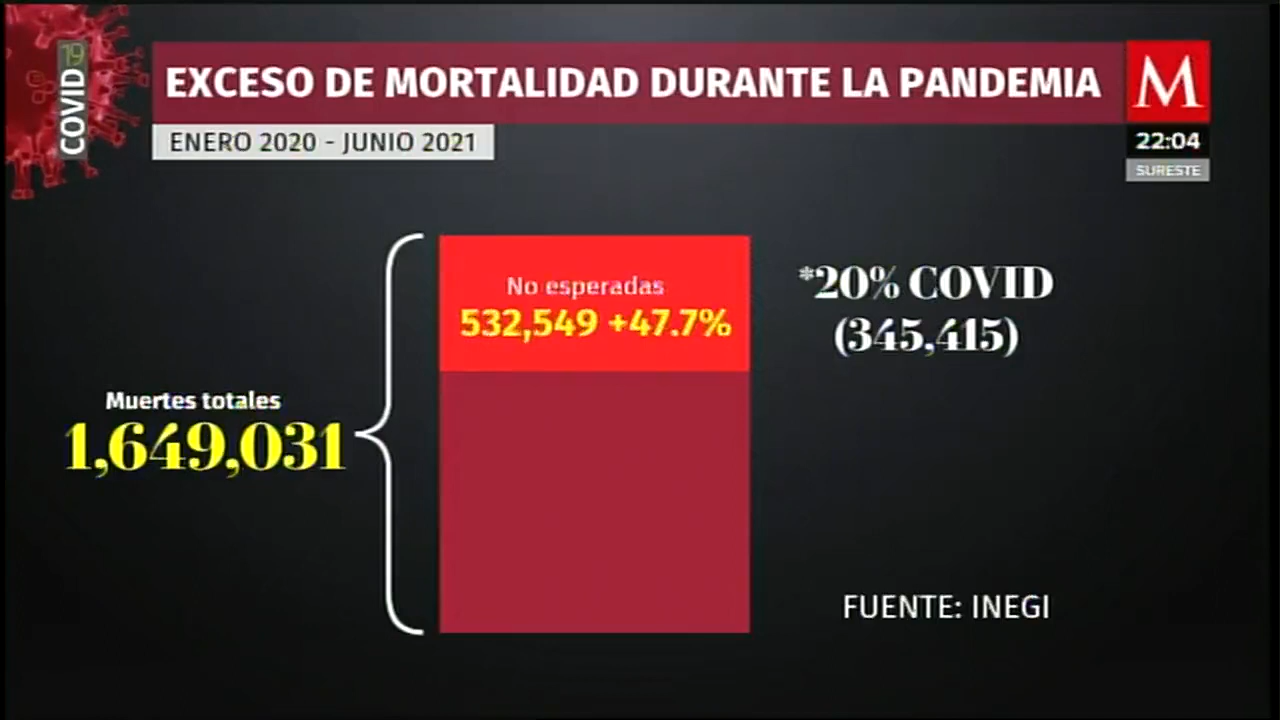 COVID 19
EXCESO DE MORTALIDAD DURANTE LA PANDEMIA
M
ENERO 2020 - JUNIO 2021
22:04
SURESTE
No esperadas
532,549 +47.7%
*20% COVID
(345,415)
Muertes totales
1,649,031
FUENTE: INEGI